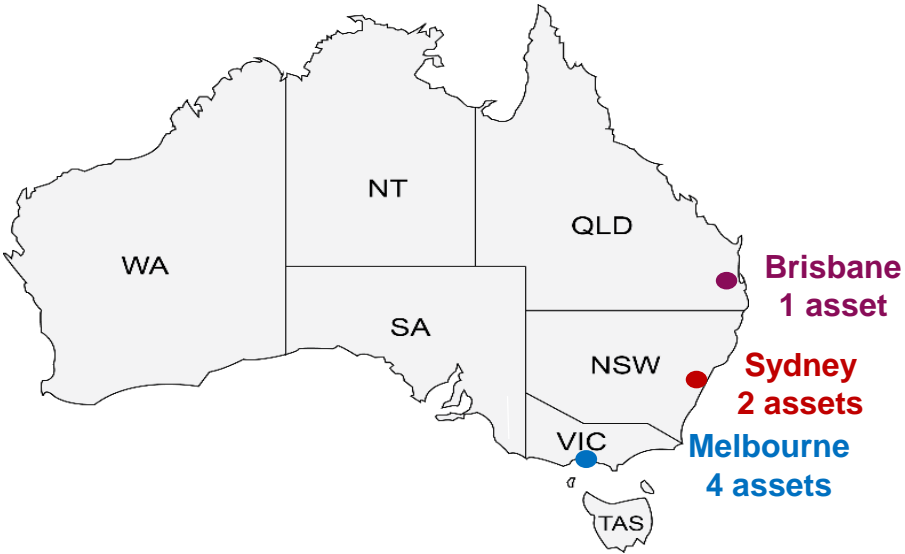 NT
QLD
WA
Brisbane
1 asset
SA
NSW
Sydney
2 assets
VIC
Melbourne
4 assets
TAS